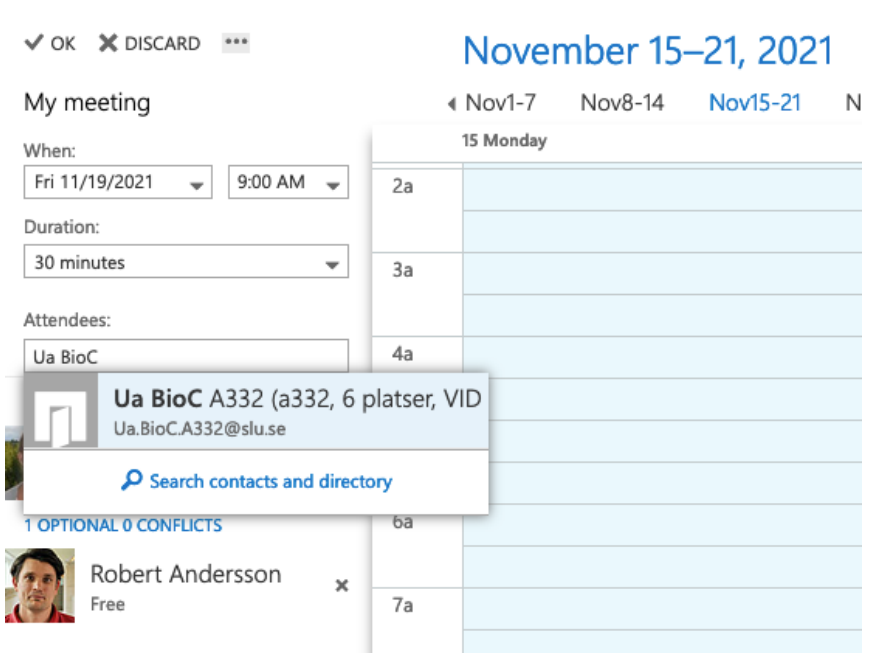 OK DISCARD •••
November 15–21, 2021
My meeting
Nov1-7 Nov8-14 Nov15-21 N
15 Monday
When:
Fri 11/19/2021 9:00 AM
2a
Duration:
30 minutes
3a
Attendees:
Ua BioC
4a
Ua BioC A332 (a332, 6 platser, VID
Ua.BioC.A332@slu.se
Search contacts and directory
1 OPTIONAL 0 CONFLICTS
6a
Robert Andersson
Free
7a